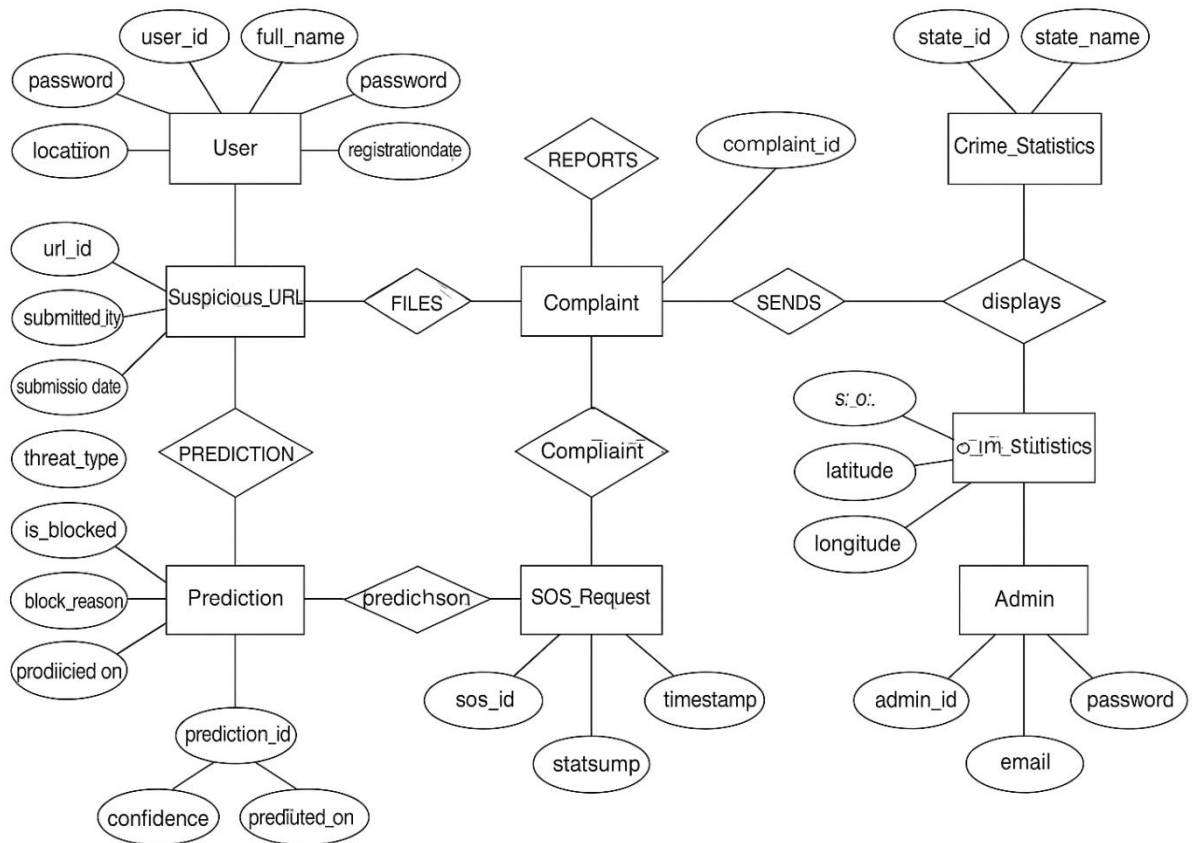 user_id
full_name
state_id
state_name
password
password
complaint_id
locattion
User
registrationdate
REPORTS
Crime_Statistics
url_id
Suspicious_URL
FILES
Complaint
SENDS
displays
submitted_ity
submissio date
threat_type
PREDICTION
Compliaint
latitude
longitude
is_blocked
block_reason
Prediction
predichson
SOS_Request
Admin
prodiicied on
sos_id
timestamp
admin_id
password
prediction_id
statsump
email
confidence
prediuted_on